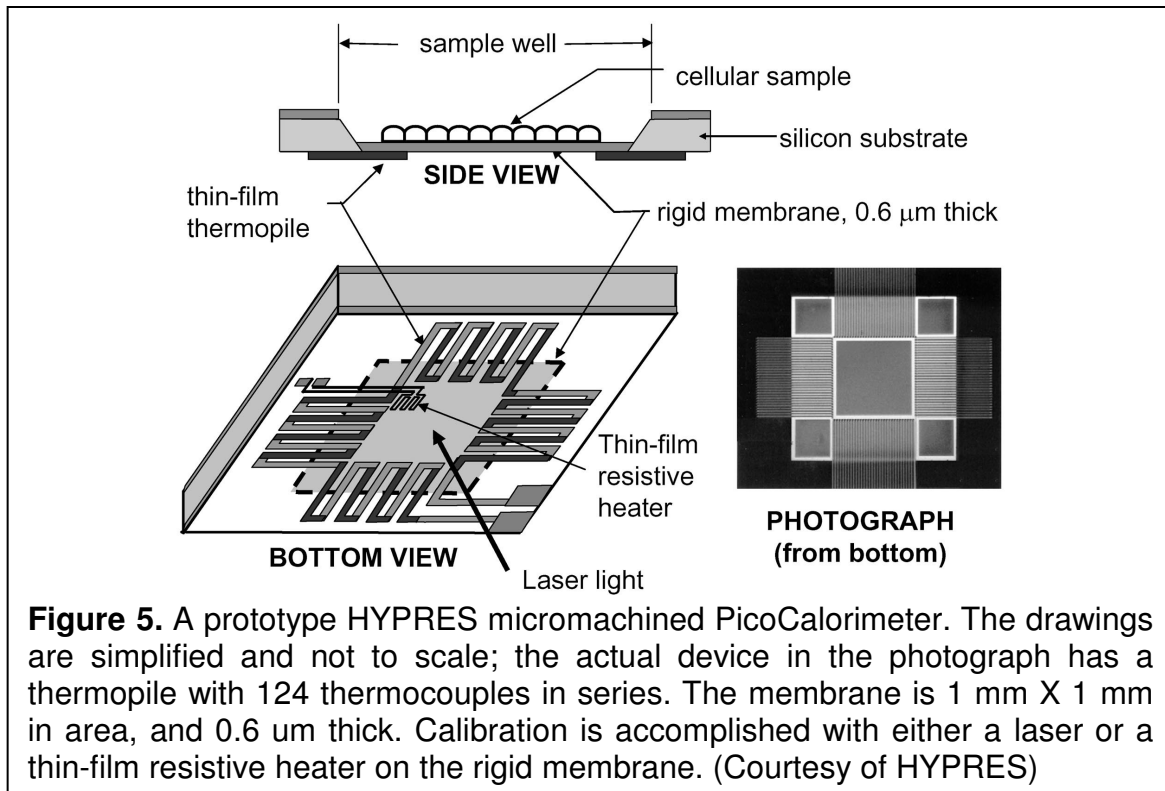 sample well
cellular sample
silicon substrate
SIDE VIEW
thin-film
thermopile
rigid membrane, 0.6 μm thick
Thin-film
resistive
heater
BOTTOM VIEW
Laser light
PHOTOGRAPH
(from bottom)
Figure 5. A prototype HYPRES micromachined PicoCalorimeter. The drawings
are simplified and not to scale; the actual device in the photograph has a
thermopile with 124 thermocouples in series. The membrane is 1 mm X 1 mm
in area, and 0.6 um thick. Calibration is accomplished with either a laser or a
thin-film resistive heater on the rigid membrane. (Courtesy of HYPRES)